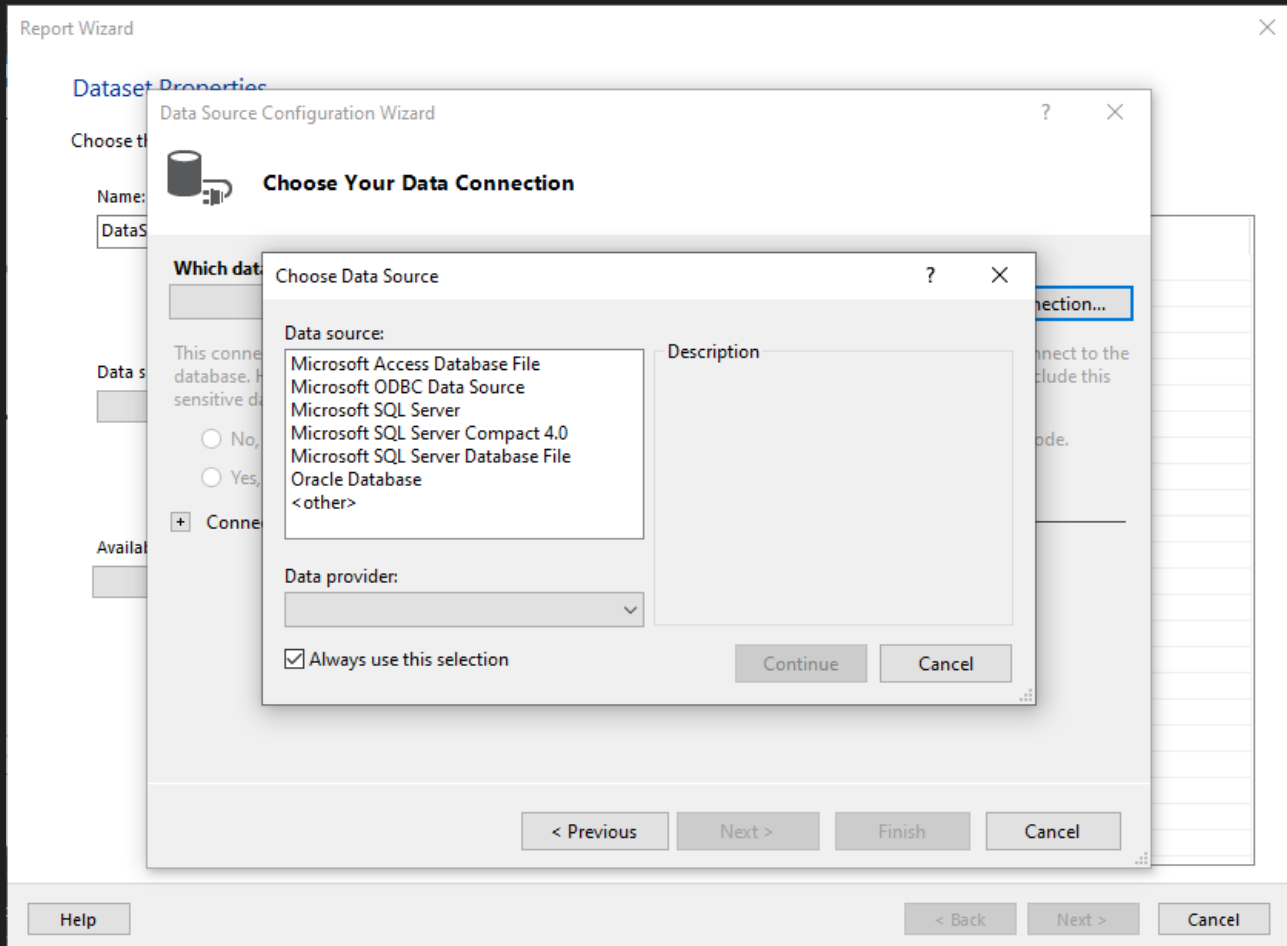 Report Wizard
Dataset Properties
Data Source Configuration Wizard
?
Choose th
Choose Your Data Connection
Name:
DataS
Which data
Choose Data Source
?
nection...
Data source:
Microsoft Access Database File
Microsoft ODBC Data Source
Microsoft SQL Server
Microsoft SQL Server Compact 4.0
Microsoft SQL Server Database File
Oracle Database
<other>
Description
This conne
nnect to the
Data s
database. H
clude this
sensitive da
No,
ode.
Yes,
+ Connec
Availab
Data provider:
Always use this selection
Continue
Cancel
< Previous
Next >
Finish
Cancel
Help
< Back
Next >
Cancel